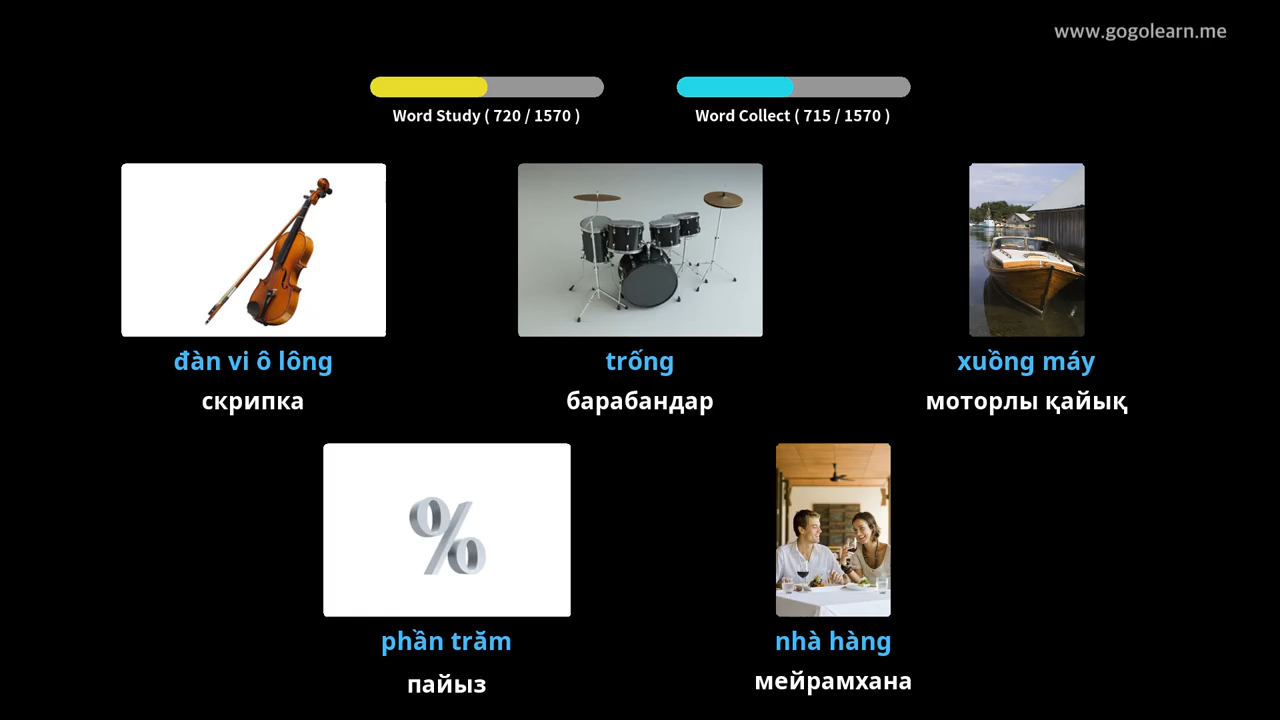 www.gogolearn.me
Word Study ( 720 / 1570 )
Word Collect ( 715 / 1570 )
đàn vi ô lông
скрипка
trống
барабандар
xuồng máy
моторлы қайық
%
phần trăm
пайыз
nhà hàng
мейрамхана